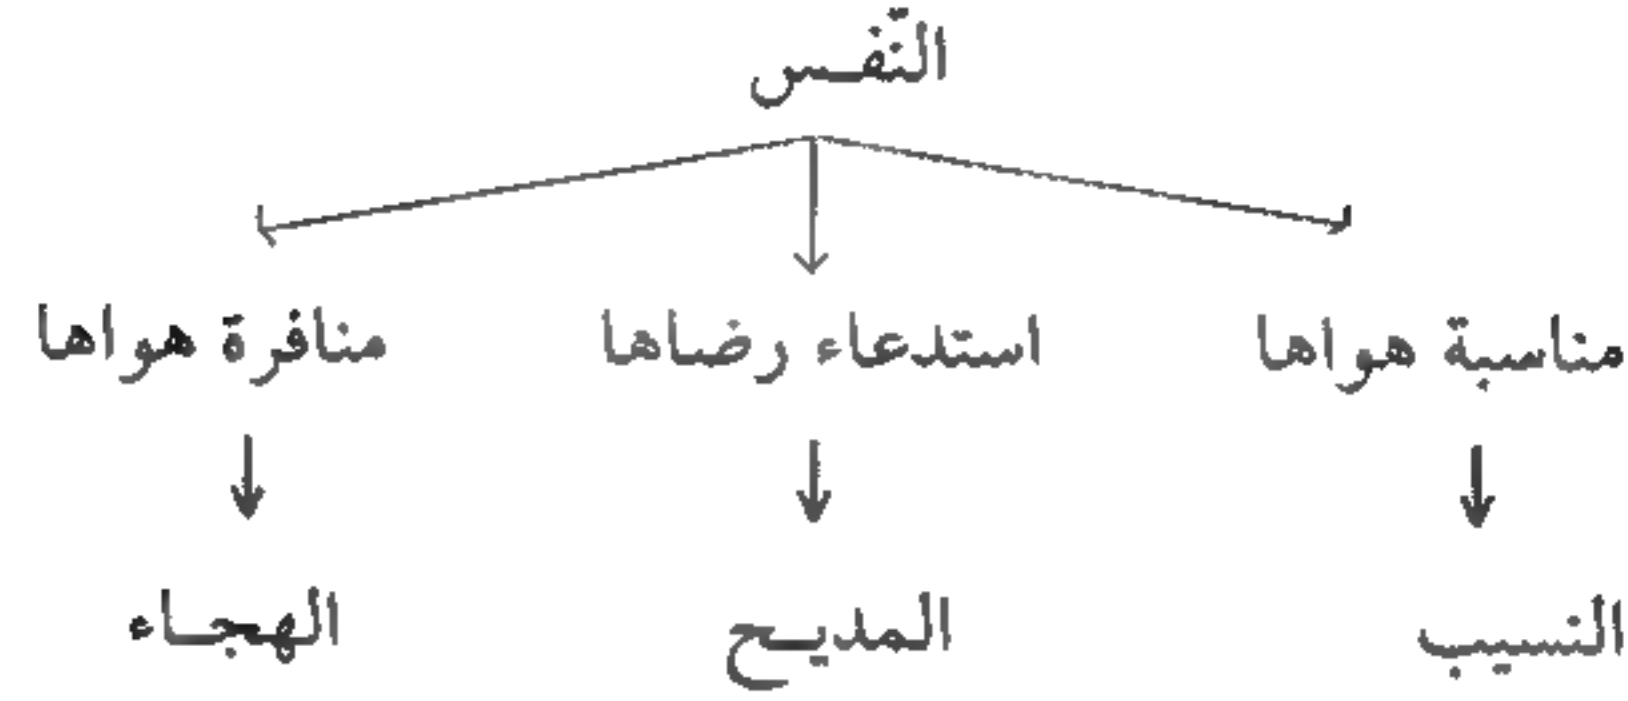 النّفس
مناسبة هواها استدعاء رضاها منافرة هواها
النسيب المديح الهجاء